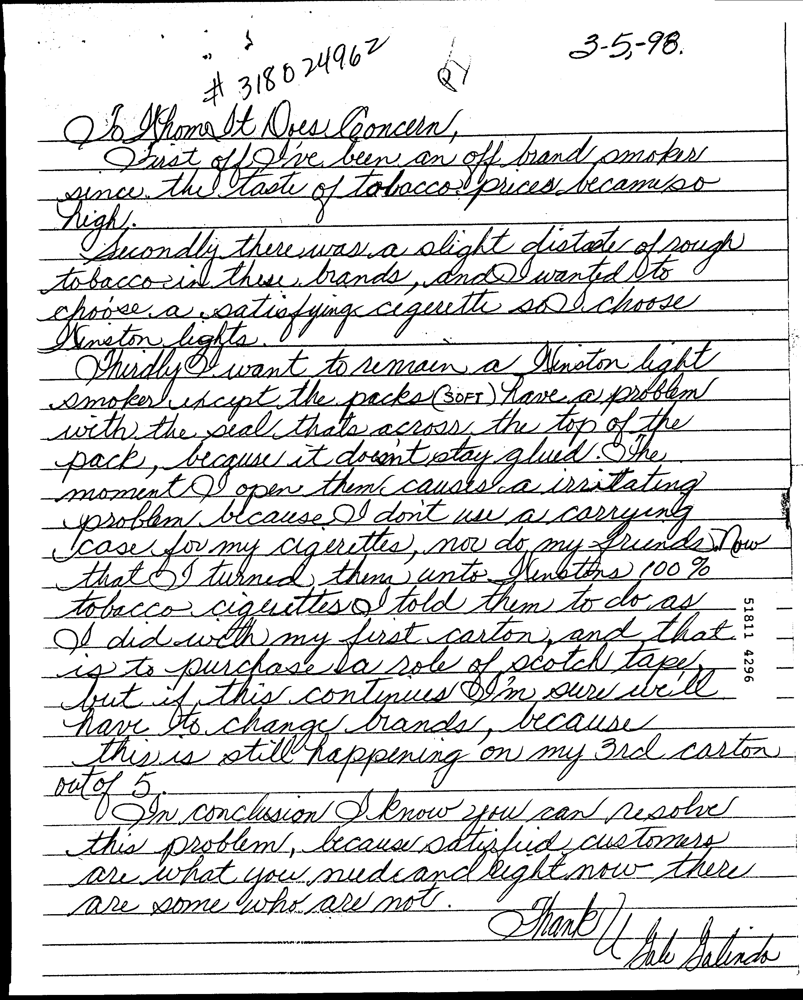 3-5-98.
# 318024962
To Whom It Does Concern,
First off I've been an off brand smoker
since the taste of tobacco prices became so
high.
Secondly there was a slight distaste of rough
tobacco in these brands, and I wanted to
choose a satisfying cigerette so I choose
Winston lights.
Thirdly I want to remain a Winston light
smoker except the packs (SOFT) have a problem
with the seal thats across the top of the
pack, because it doesn't stay glued. The
moment I open them causes a irritating
problem because I don't use a carrying
case for my cigerettes, nor do my friends. Now
that I turned them unto Winstons 100%
tobacco cigerettes I told them to do as
I did with my first carton, and that
is to purchase a role of scotch tape,
but if this continues I'm sure we'll
have to change brands, because
this is still happening on my 3rd carton
out of 5.
In conclusion I know you can resolve
this problem, because satisfied customers
are what you need and right now there
are some who are not.
Thank U
Galindo
51811 4296